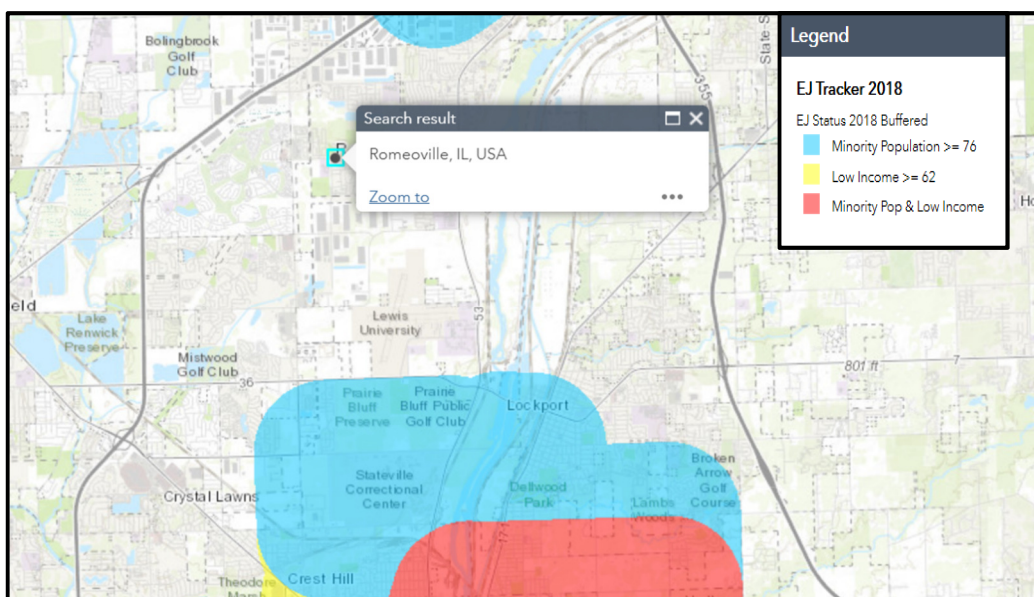 Bolingbrook
Golf
Club
State S
355
Legend
EJ Tracker 2018
EJ Status 2018 Buffered
Minority Population >= 76
Low Income >= 62
Minority Pop & Low Income
Search result
Romeoville, IL, USA
Zoom to
R
Ho
eld
Lake
Renwick
Preserve
Lewis
University
53
Mistwood
Golf Club
36
801 ft
7
Prairie
Bluff
Preserve
Prairie
Bluff Public
Golf Club
Lockport
Stateville
Correctional
Center
Crystal Lawns
Dellwood
Park
Lambs
Woods
Broken
Arrow
Golf
Course
171
Theodore
Marsh
Crest Hill